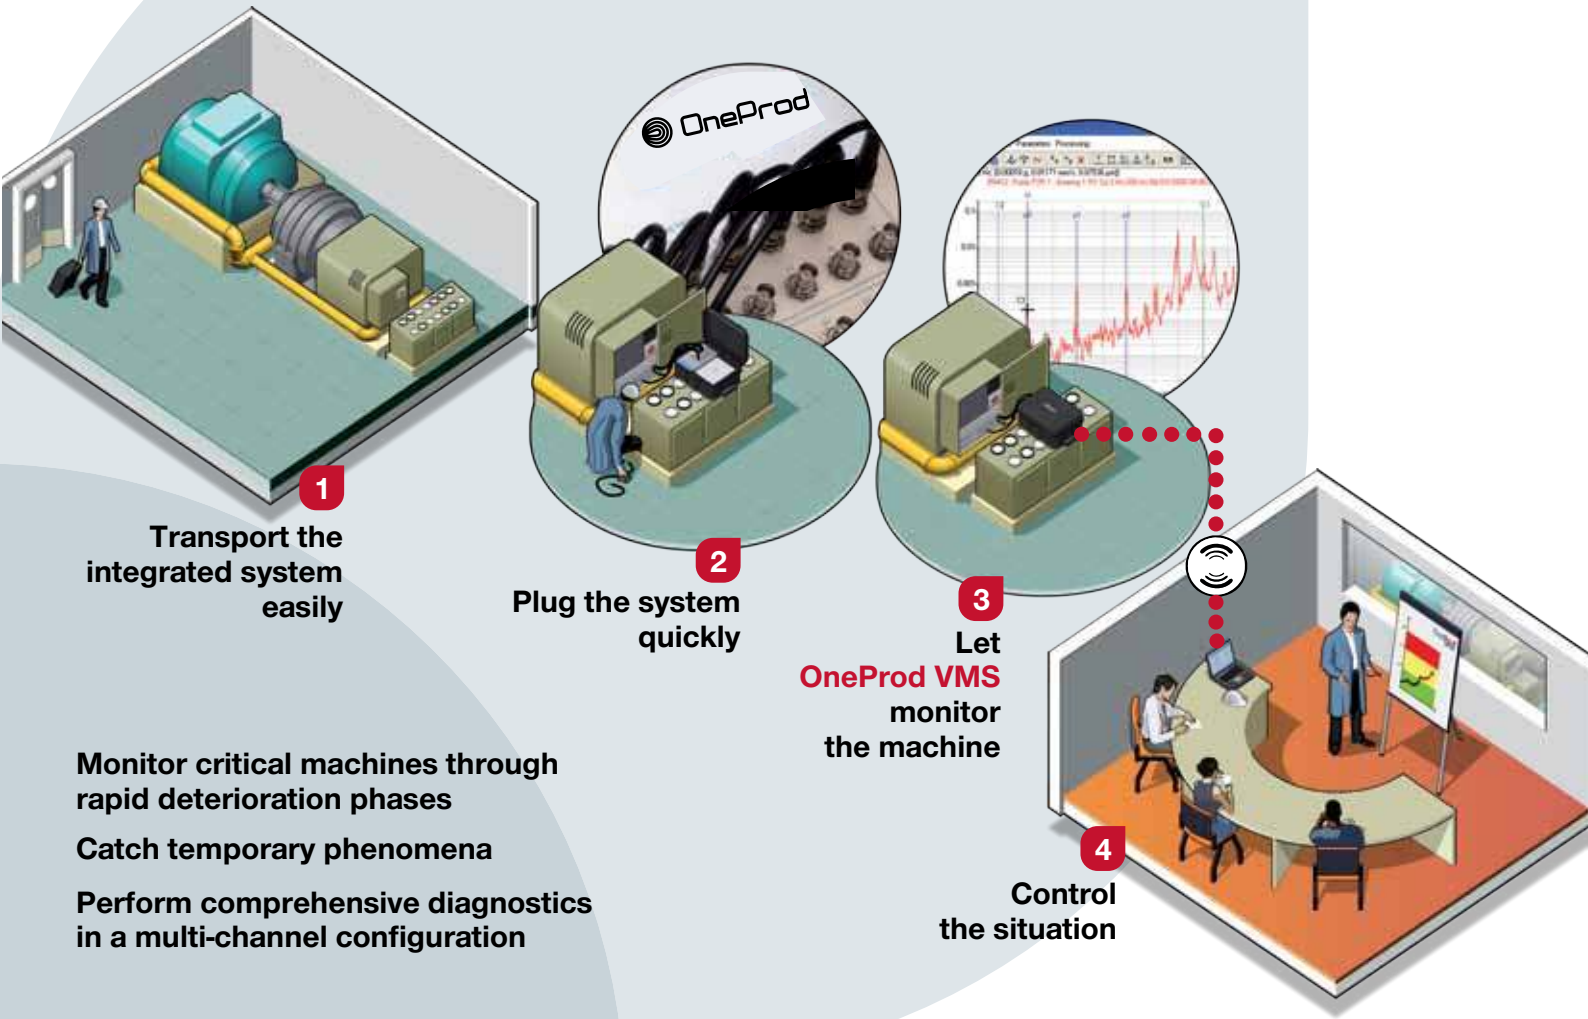 OneProd
Parameters Processing
1
Transport the
integrated system
easily
2
Plug the system
quickly
3
Let
OneProd VMS
monitor
the machine
4
Control
the situation
Monitor critical machines through
rapid deterioration phases
Catch temporary phenomena
Perform comprehensive diagnostics
in a multi-channel configuration